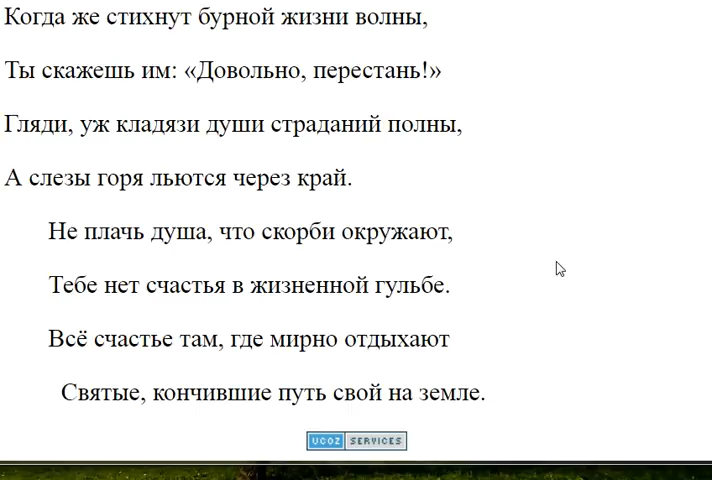 Когда же стихнут бурной жизни волны,
Ты скажешь им: «Довольно, перестань!»
Гляди, уж кладязи души страданий полны,
А слезы горя льются через край.
Не плачь душа, что скорби окружают,
Тебе нет счастья в жизненной гульбе.
Всё счастье там, где мирно отдыхают
Святые, кончившие путь свой на земле.
UCOZ SERVICES